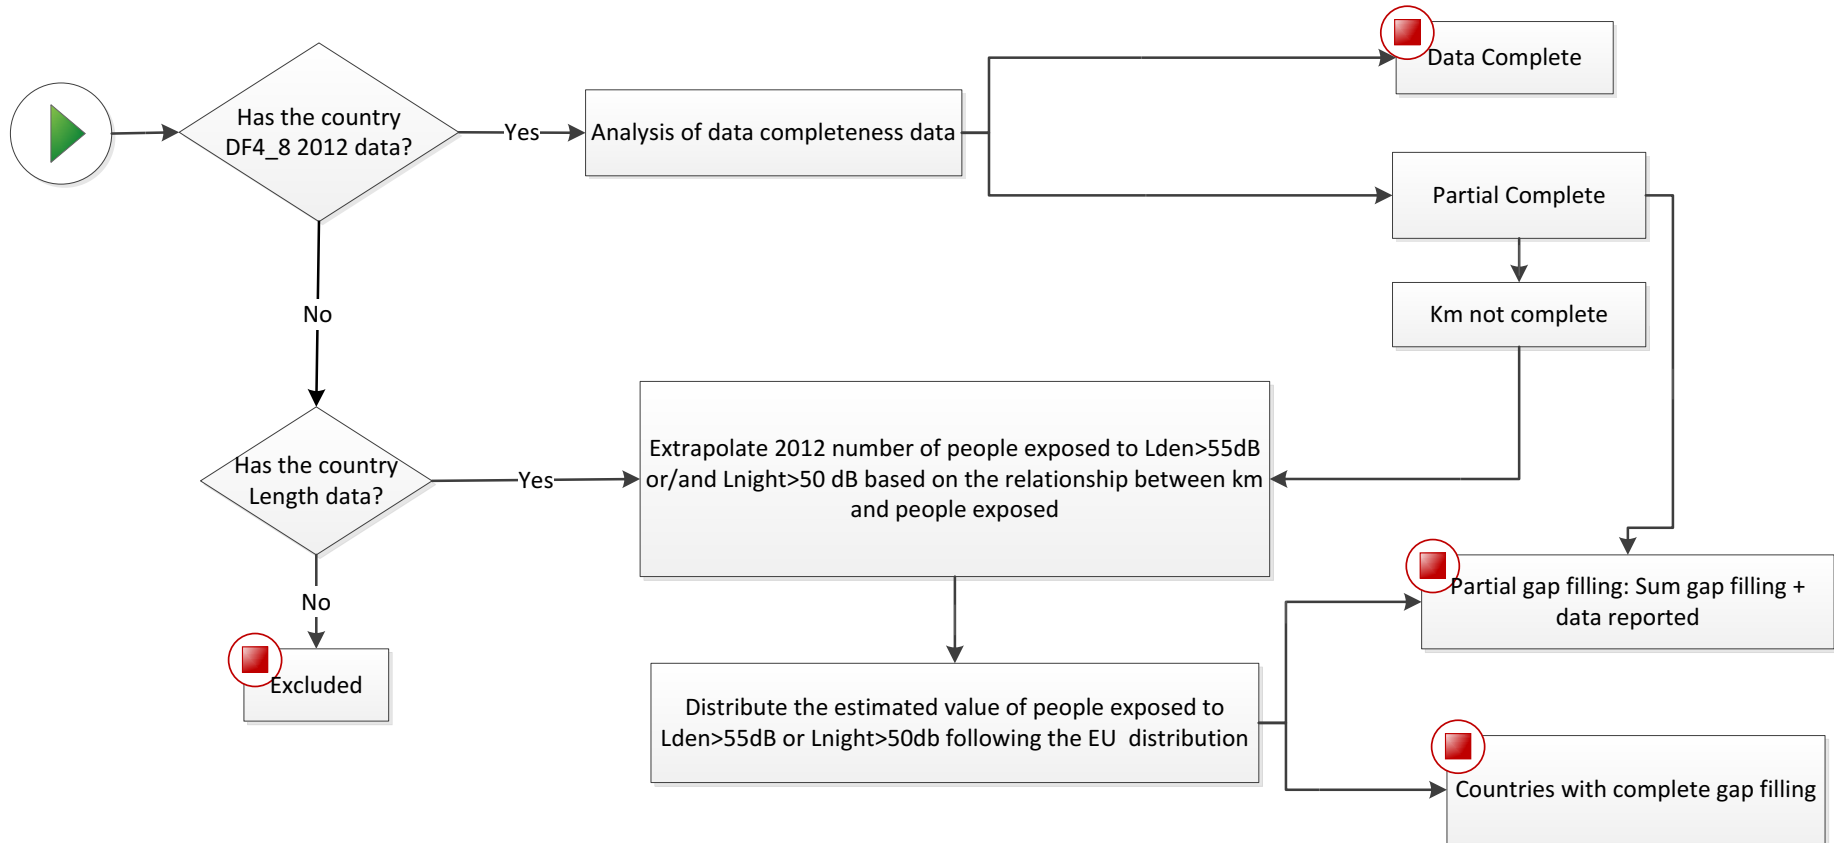 Has the country
DF4_8 2012 data?
Yes
Analysis of data completeness data
Data Complete
Partial Complete
Km not complete
No
Has the country
Length data?
Yes
Extrapolate 2012 number of people exposed to Lden>55dB
or/and Lnight>50 dB based on the relationship between km
and people exposed
No
Excluded
Distribute the estimated value of people exposed to
Lden>55dB or Lnight>50db following the EU distribution
Partial gap filling: Sum gap filling +
data reported
Countries with complete gap filling